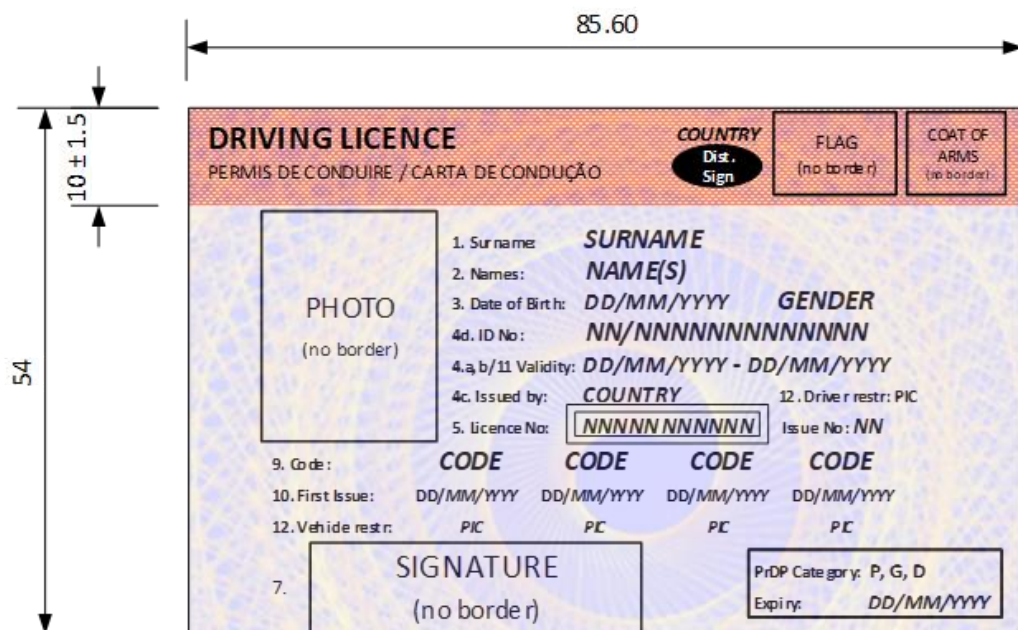 85.60
10 ± 1.5
54
DRIVING LICENCE
PERMIS DE CONDUIRE / CARTA DE CONDUÇÃO
COUNTRY
Dist.
Sign
FLAG
(no border)
COAT OF
ARMS
(no border)
PHOTO
(no border)
1. Surname: SURNAME
2. Names: NAME(S)
3. Date of Birth: DD/MM/YYYY GENDER
4d. ID No: NN/NNNNNNNNNNNNN
4.a,b/11 Validity: DD/MM/YYYY - DD/MM/YYYY
4c. Issued by: COUNTRY 12. Driver restr: PIC
5. Licence No: NNNNNNNNNNN Issue No: NN
9. Code: CODE CODE CODE CODE
10. First Issue: DD/MM/YYYY DD/MM/YYYY DD/MM/YYYY DD/MM/YYYY
12. Vehicle restr: PIC PIC PIC PIC
7.
SIGNATURE
(no border)
PrDP Category: P, G, D
Expiry: DD/MM/YYYY